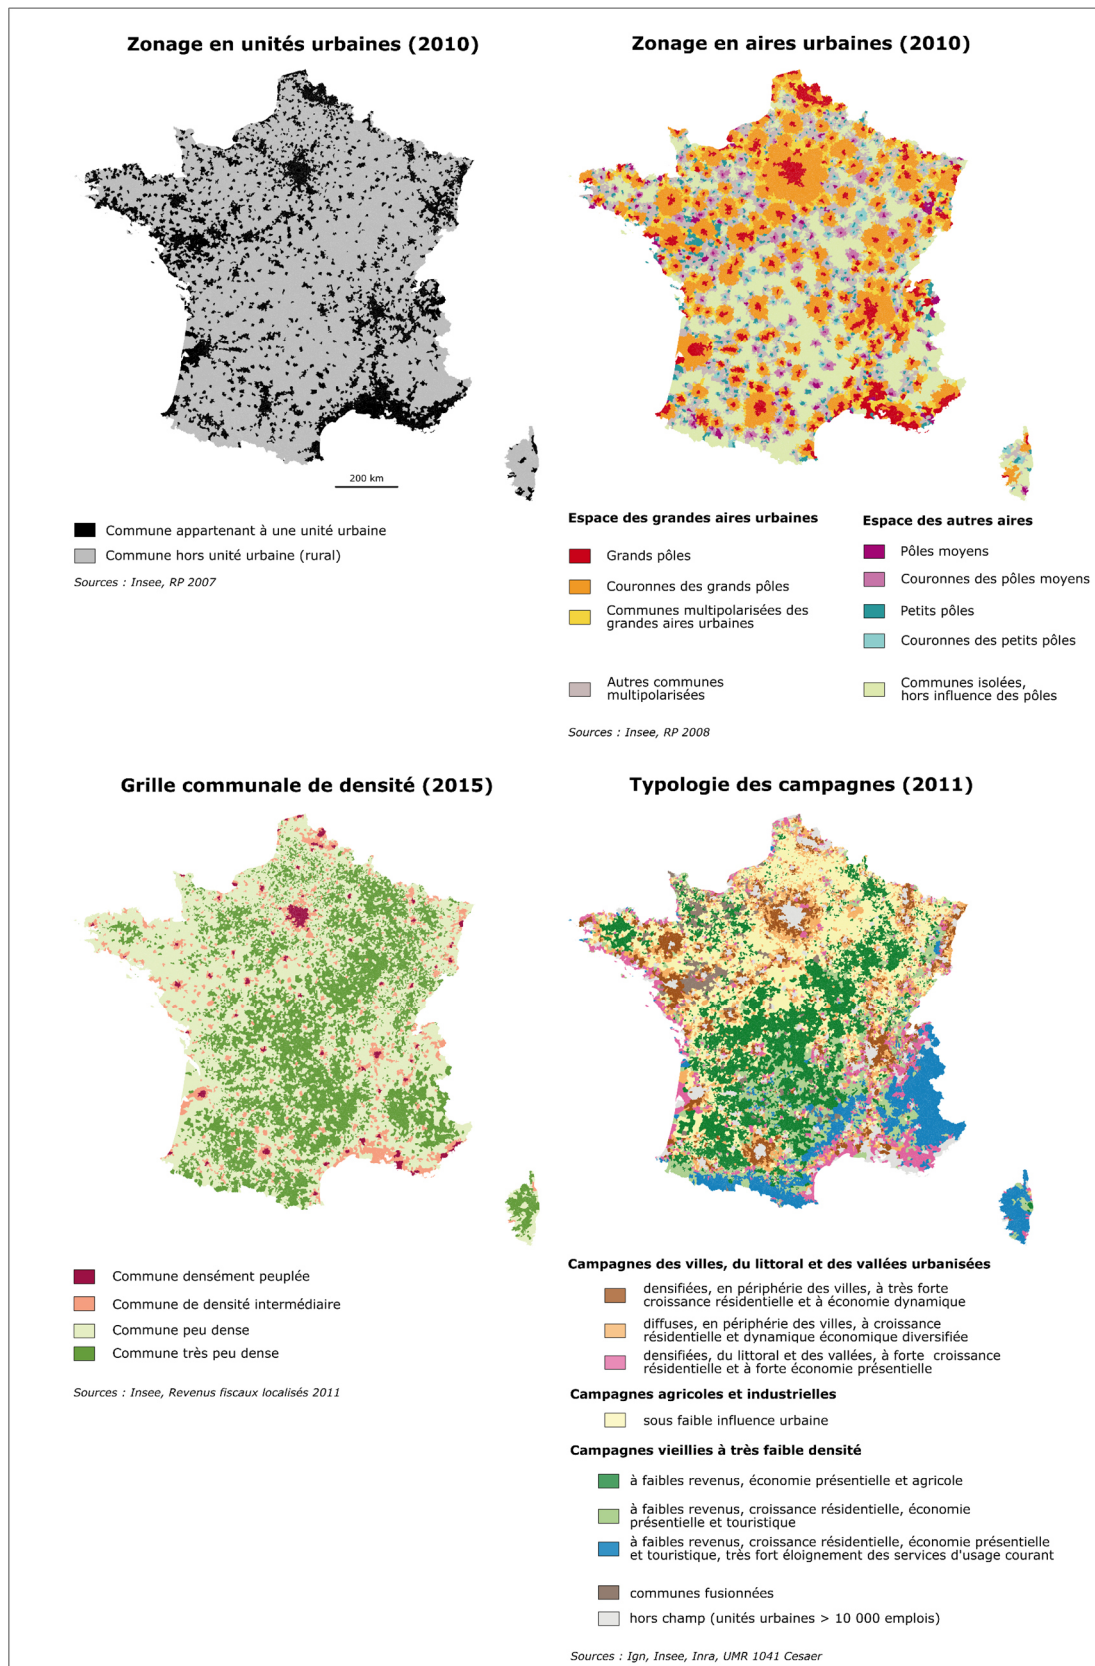 Zonage en unités urbaines (2010)
200 km
Commune appartenant à une unité urbaine
Commune hors unité urbaine (rural)
Sources : Insee, RP 2007
Zonage en aires urbaines (2010)
Espace des grandes aires urbaines
Grands pôles
Couronnes des grands pôles
Communes multipolarisées des
grandes aires urbaines
Autres communes
multipolarisées
Espace des autres aires
Pôles moyens
Couronnes des pôles moyens
Petits pôles
Couronnes des petits pôles
Communes isolées,
hors influence des pôles
Sources : Insee, RP 2008
Grille communale de densité (2015)
Commune densément peuplée
Commune de densité intermédiaire
Commune peu dense
Commune très peu dense
Sources : Insee, Revenus fiscaux localisés 2011
Typologie des campagnes (2011)
Campagnes des villes, du littoral et des vallées urbanisées
densifiées, en périphérie des villes, à très forte
croissance résidentielle et à économie dynamique
diffuses, en périphérie des villes, à croissance
résidentielle et dynamique économique diversifiée
densifiées, du littoral et des vallées, à forte croissance
résidentielle et à forte économie présentielle
Campagnes agricoles et industrielles
sous faible influence urbaine
Campagnes vieillies à très faible densité
à faibles revenus, économie présentielle et agricole
à faibles revenus, croissance résidentielle, économie
présentielle et touristique
à faibles revenus, croissance résidentielle, économie présentielle
et touristique, très fort éloignement des services d'usage courant
communes fusionnées
hors champ (unités urbaines > 10 000 emplois)
Sources : Ign, Insee, Inra, UMR 1041 Cesaer